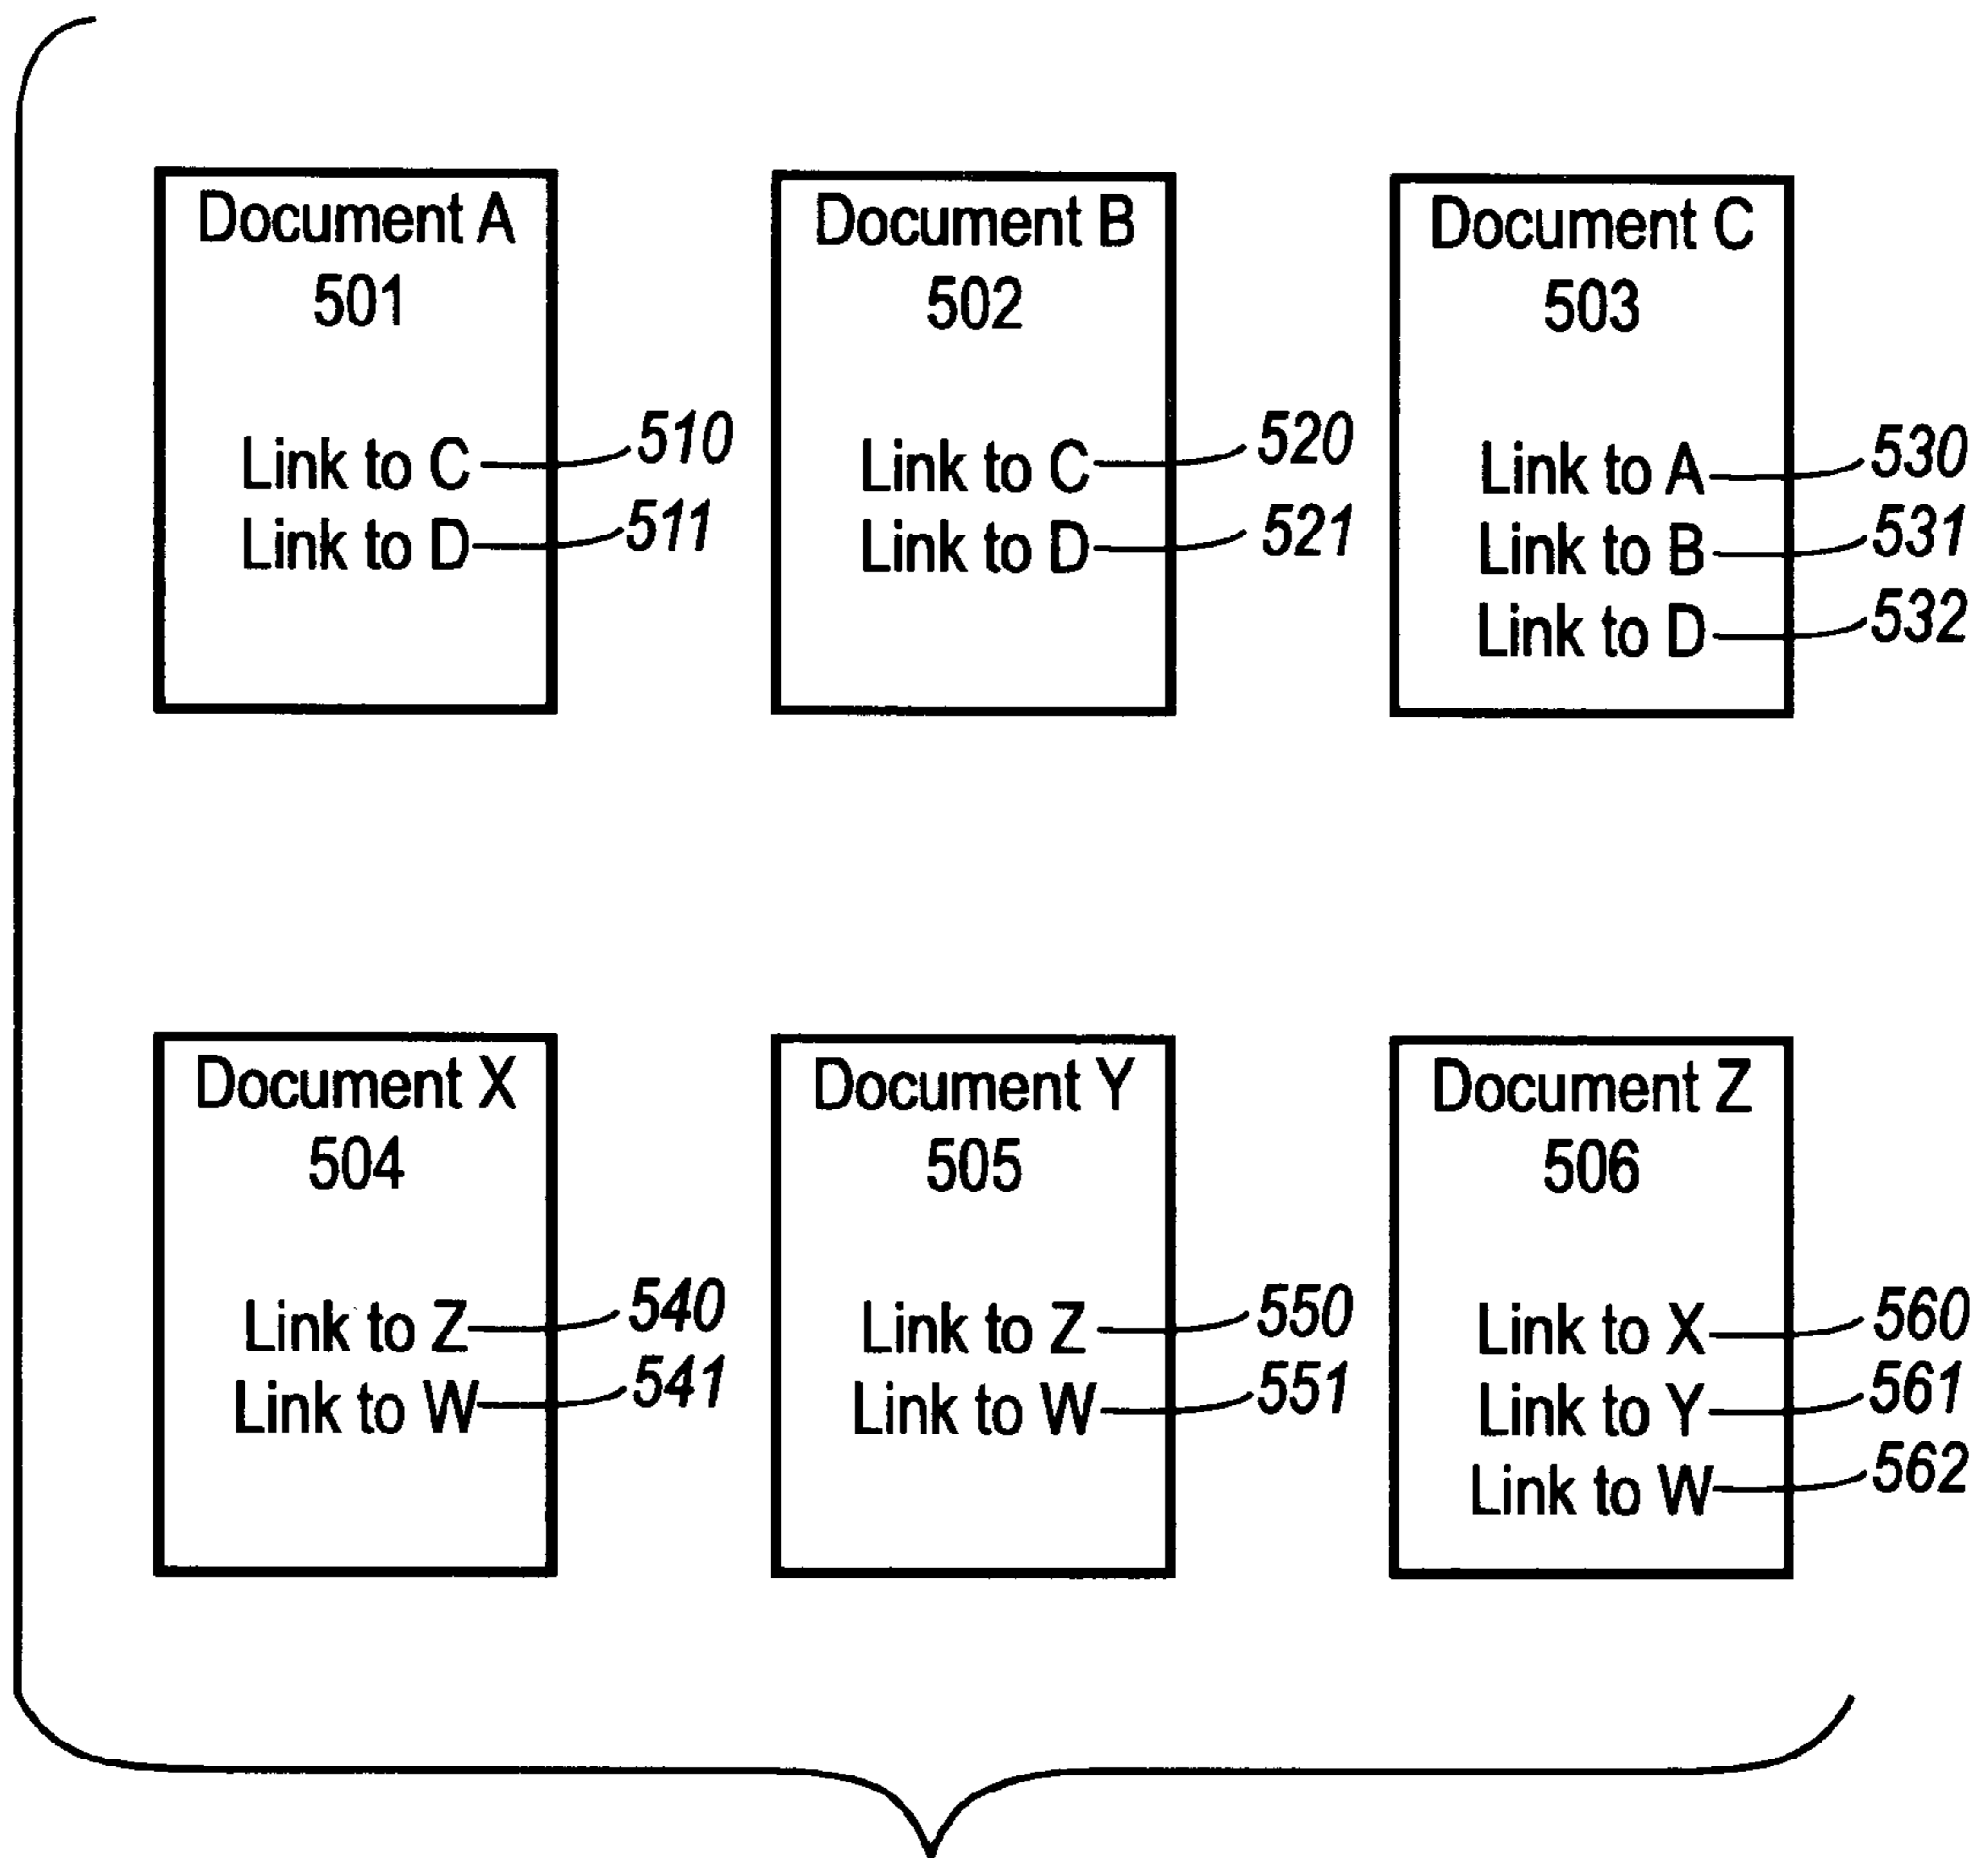 Document A
501
Link to C 510
Link to D 511
Document B
502
Link to C 520
Link to D 521
Document C
503
Link to A 530
Link to B 531
Link to D 532
Document X
504
Link to Z 540
Link to W 541
Document Y
505
Link to Z 550
Link to W 551
Document Z
506
Link to X 560
Link to Y 561
Link to W 562